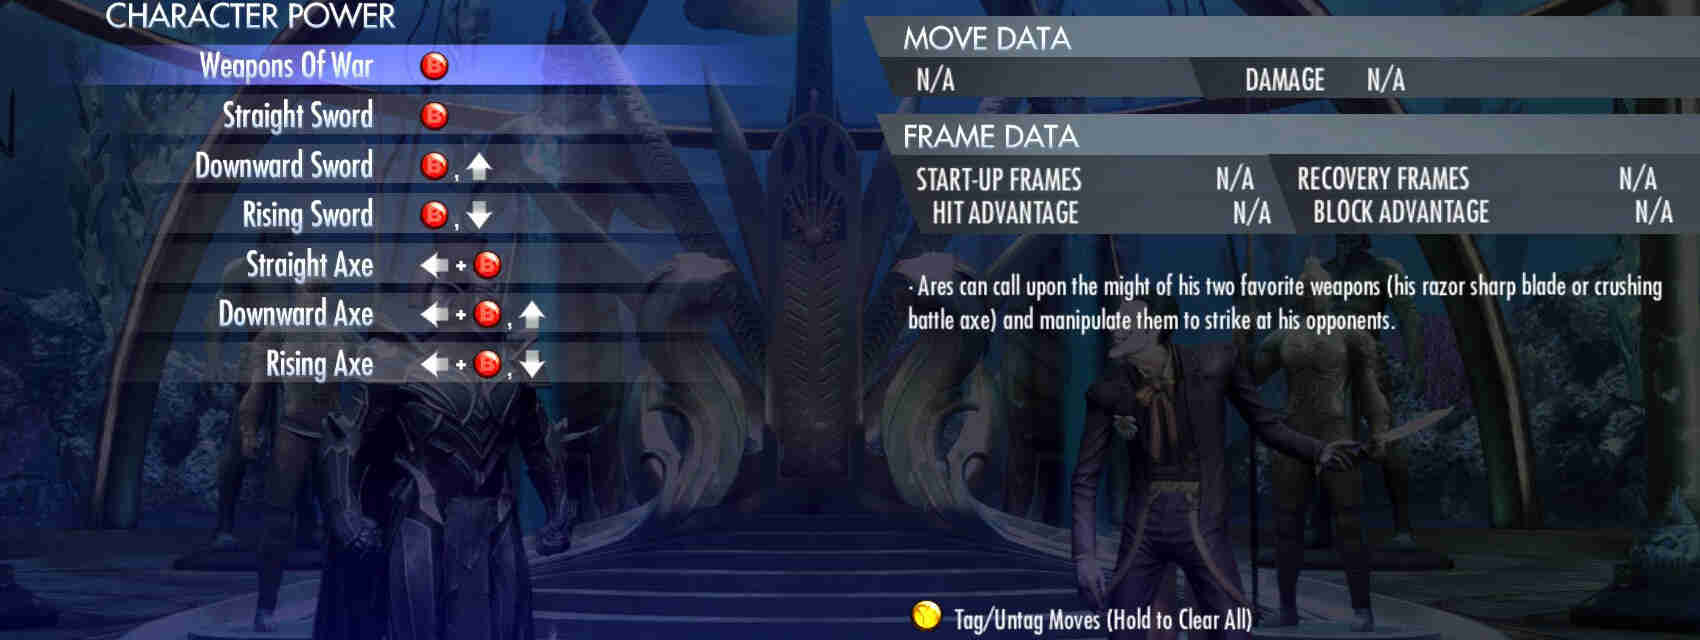 CHARACTER POWER
Weapons Of War B
Straight Sword B
Downward Sword B,
Rising Sword B,
Straight Axe + B
Downward Axe + B,
Rising Axe + B,
MOVE DATA
N/A DAMAGE N/A
FRAME DATA
START-UP FRAMES N/A RECOVERY FRAMES N/A
HIT ADVANTAGE N/A BLOCK ADVANTAGE N/A
· Ares can call upon the might of his two favorite weapons (his razor sharp blade or crushing
battle axe) and manipulate them to strike at his opponents.
Y Tag/Untag Moves (Hold to Clear All)